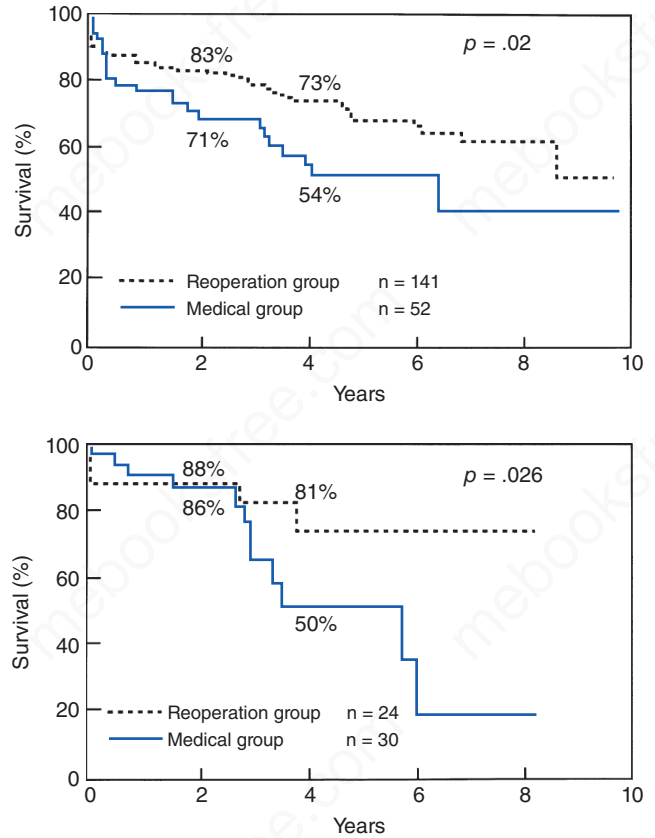 100
80
60
40
20
0
Survival (%)
83%
73%
p = .02
71%
54%
Reoperation group n = 141
Medical group n = 52
0 2 4 6 8 10
Years
100
80
60
40
20
0
Survival (%)
88%
81%
p = .026
86%
50%
Reoperation group n = 24
Medical group n = 30
0 2 4 6 8 10
Years
mebooksfree.com